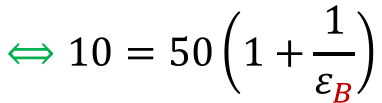 ⟺ 10 = 50 (1 + 1/ε_B)